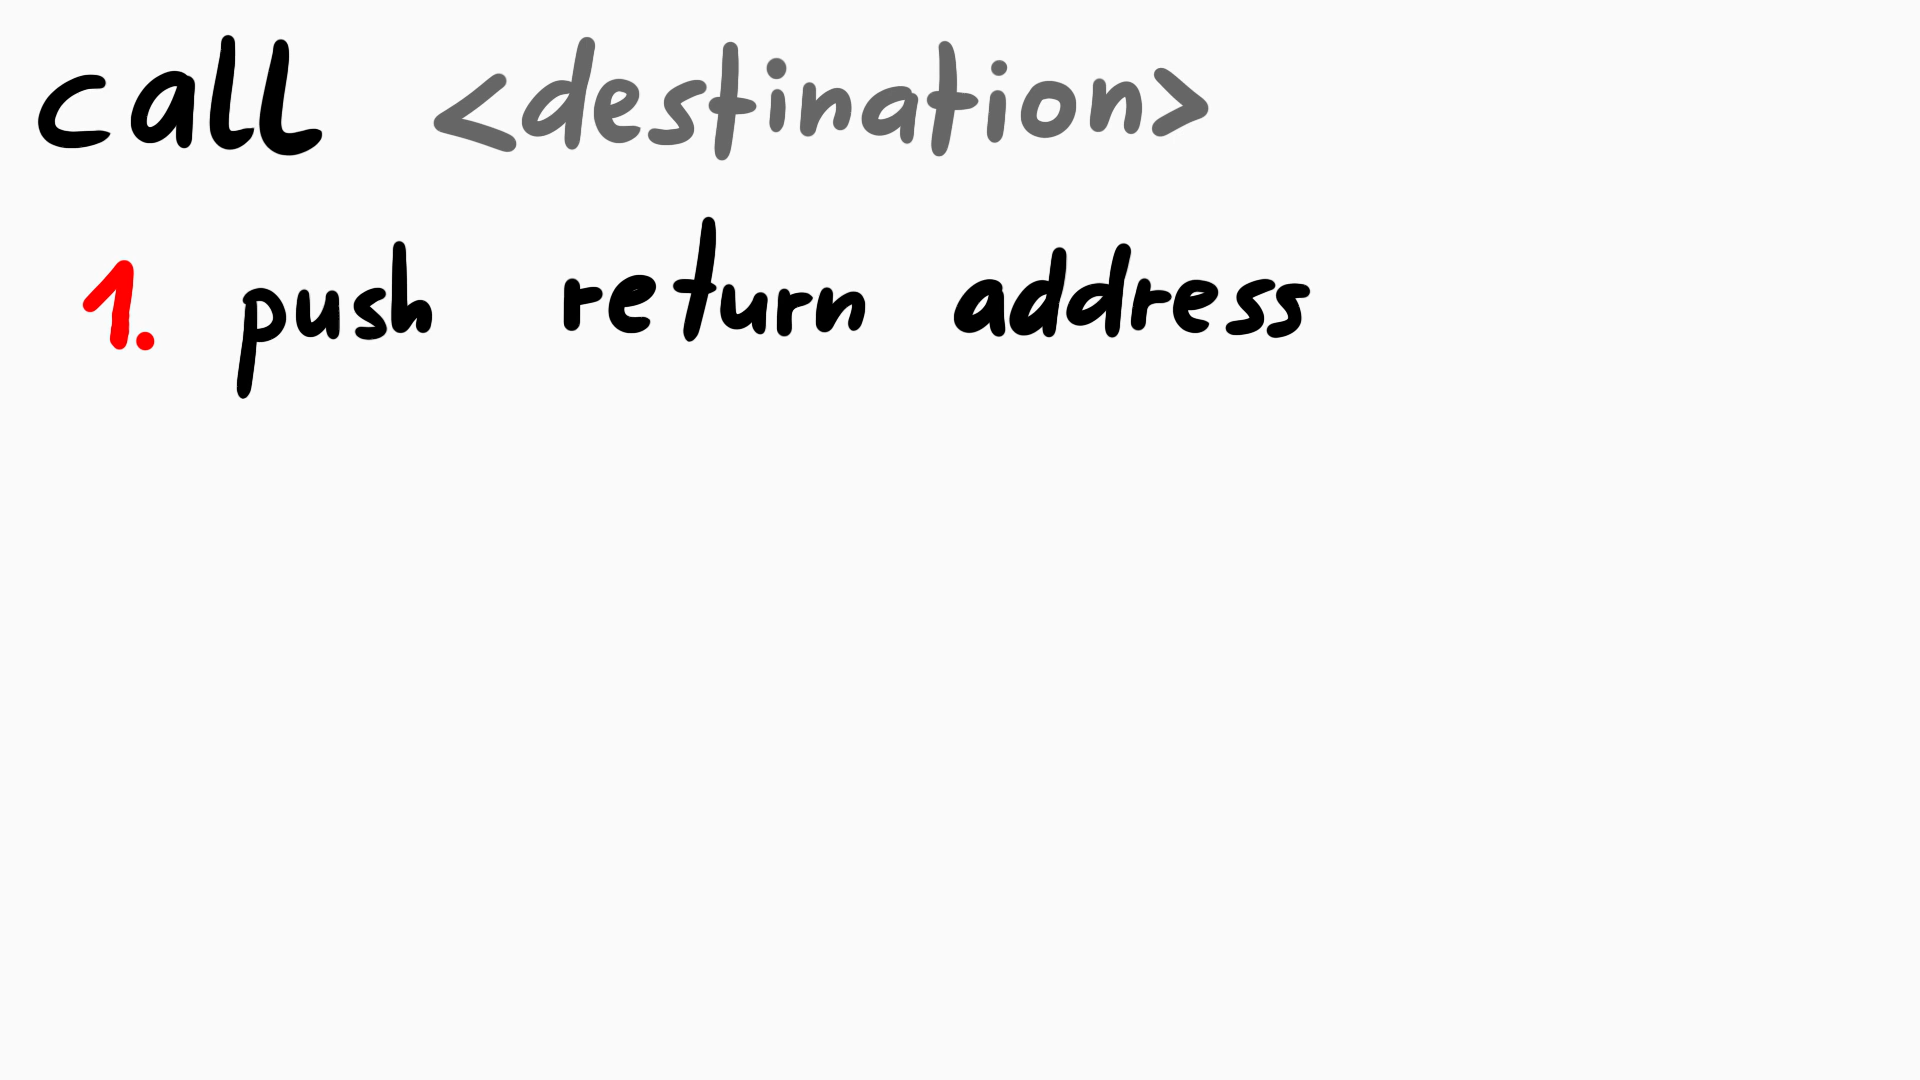 call <destination>
1. push return address